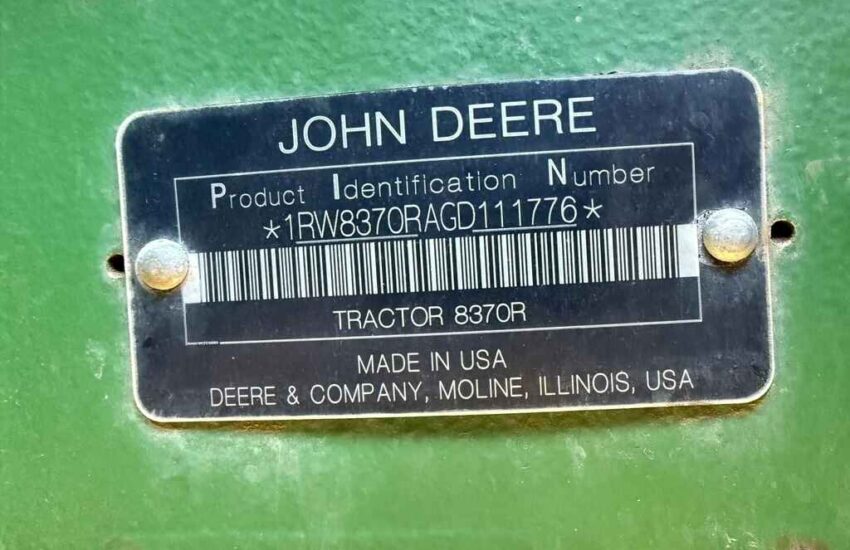 JOHN DEERE
Product Identification Number
*1RW8370RAGD111776*
TRACTOR 8370R
MADE IN USA
DEERE & COMPANY, MOLINE, ILLINOIS, USA